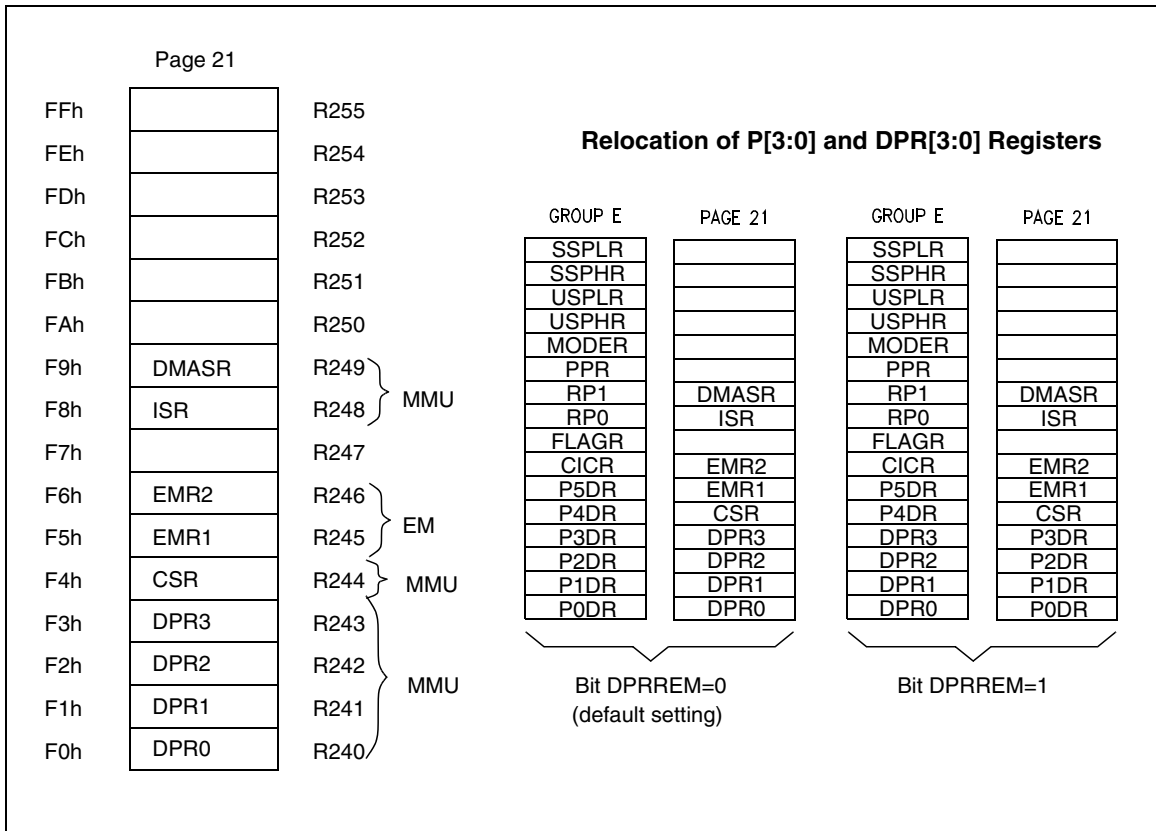 Page 21
FFh R255
FEh R254
FDh R253
FCh R252
FBh R251
FAh R250
F9h DMASR R249
F8h ISR R248
MMU
F7h R247
F6h EMR2 R246
F5h EMR1 R245
EM
F4h CSR R244 MMU
F3h DPR3 R243
F2h DPR2 R242
F1h DPR1 R241
F0h DPR0 R240
MMU
Relocation of P[3:0] and DPR[3:0] Registers
GROUP E PAGE 21 GROUP E PAGE 21
SSPLR SSPLR
SSPHR SSPHR
USPLR USPLR
USPHR USPHR
MODER MODER
PPR PPR
RP1 DMASR RP1 DMASR
RP0 ISR RP0 ISR
FLAGR FLAGR
CICR EMR2 CICR EMR2
P5DR EMR1 P5DR EMR1
P4DR CSR P4DR CSR
P3DR DPR3 DPR3 P3DR
P2DR DPR2 DPR2 P2DR
P1DR DPR1 DPR1 P1DR
P0DR DPR0 DPR0 P0DR
Bit DPRREM=0 Bit DPRREM=1
(default setting)